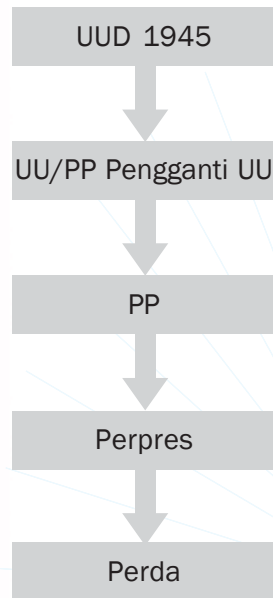 UUD 1945
UU/PP Pengganti UU
PP
Perpres
Perda